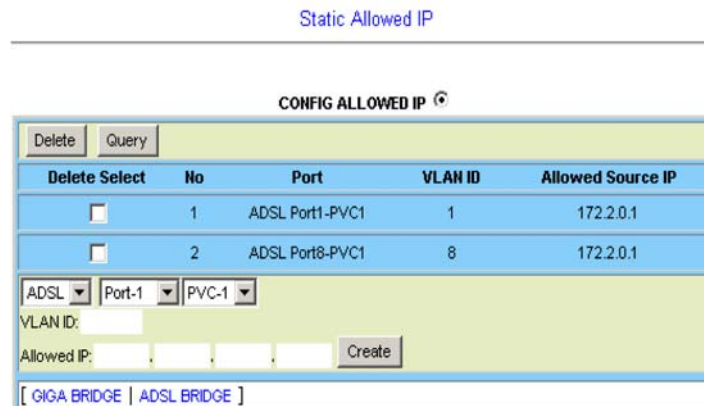 Static Allowed IP
CONFIG ALLOWED IP
Delete Query
Delete Select No Port VLAN ID Allowed Source IP
1 ADSL Port1-PVC1 1 172.2.0.1
2 ADSL Port8-PVC1 8 172.2.0.1
ADSL Port-1 PVC-1
VLAN ID:
Allowed IP: . . . Create
[ GIGA BRIDGE | ADSL BRIDGE ]